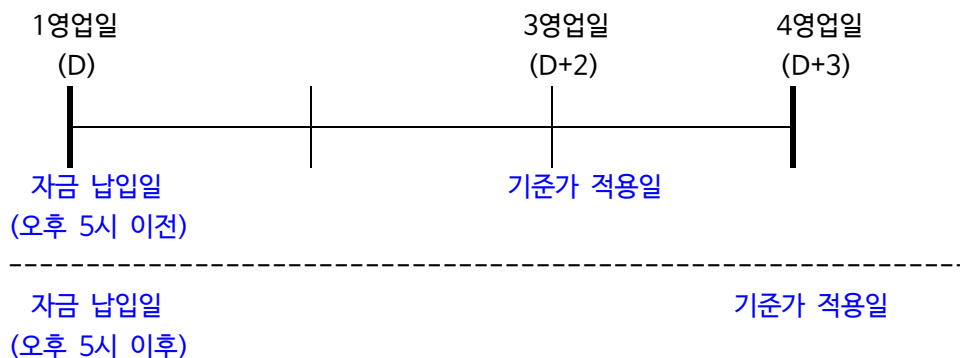 1영업일 3영업일 4영업일
(D) (D+2) (D+3)
자금 납입일 기준가 적용일
(오후 5시 이전)
자금 납입일 기준가 적용일
(오후 5시 이후)